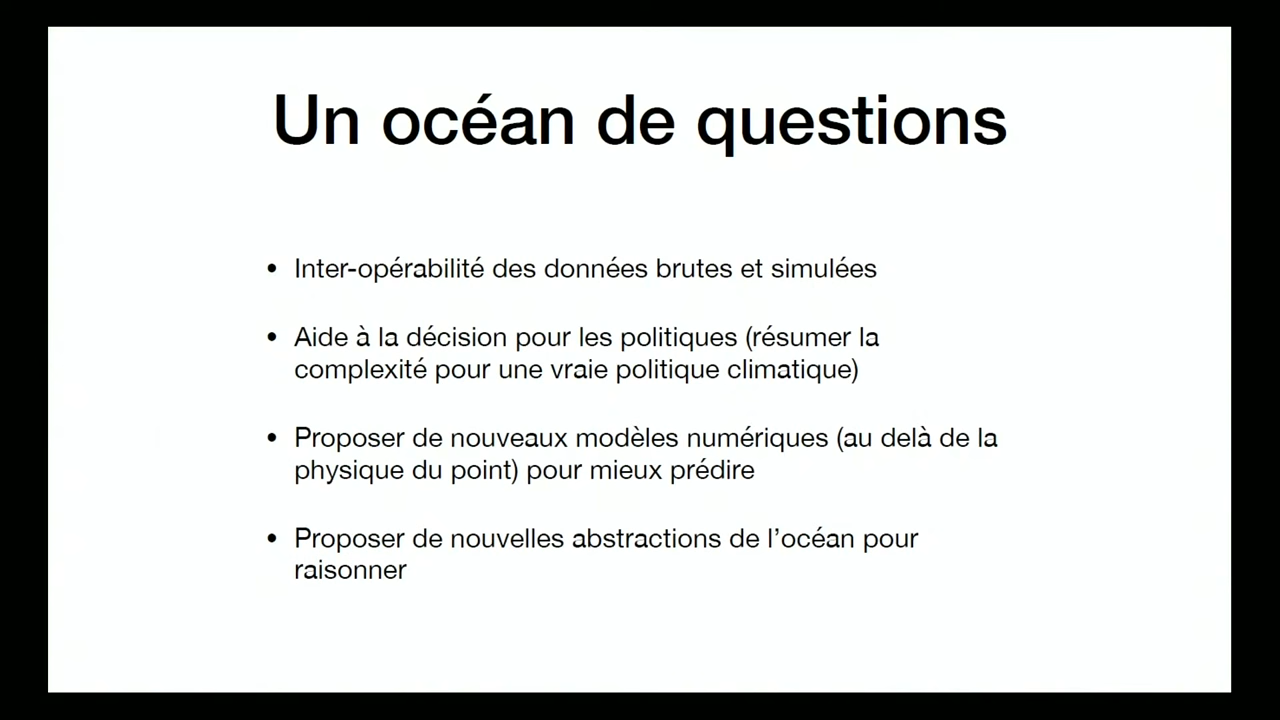 Un océan de questions
• Inter-opérabilité des données brutes et simulées
• Aide à la décision pour les politiques (résumer la
complexité pour une vraie politique climatique)
• Proposer de nouveaux modèles numériques (au delà de la
physique du point) pour mieux prédire
• Proposer de nouvelles abstractions de l’océan pour
raisonner